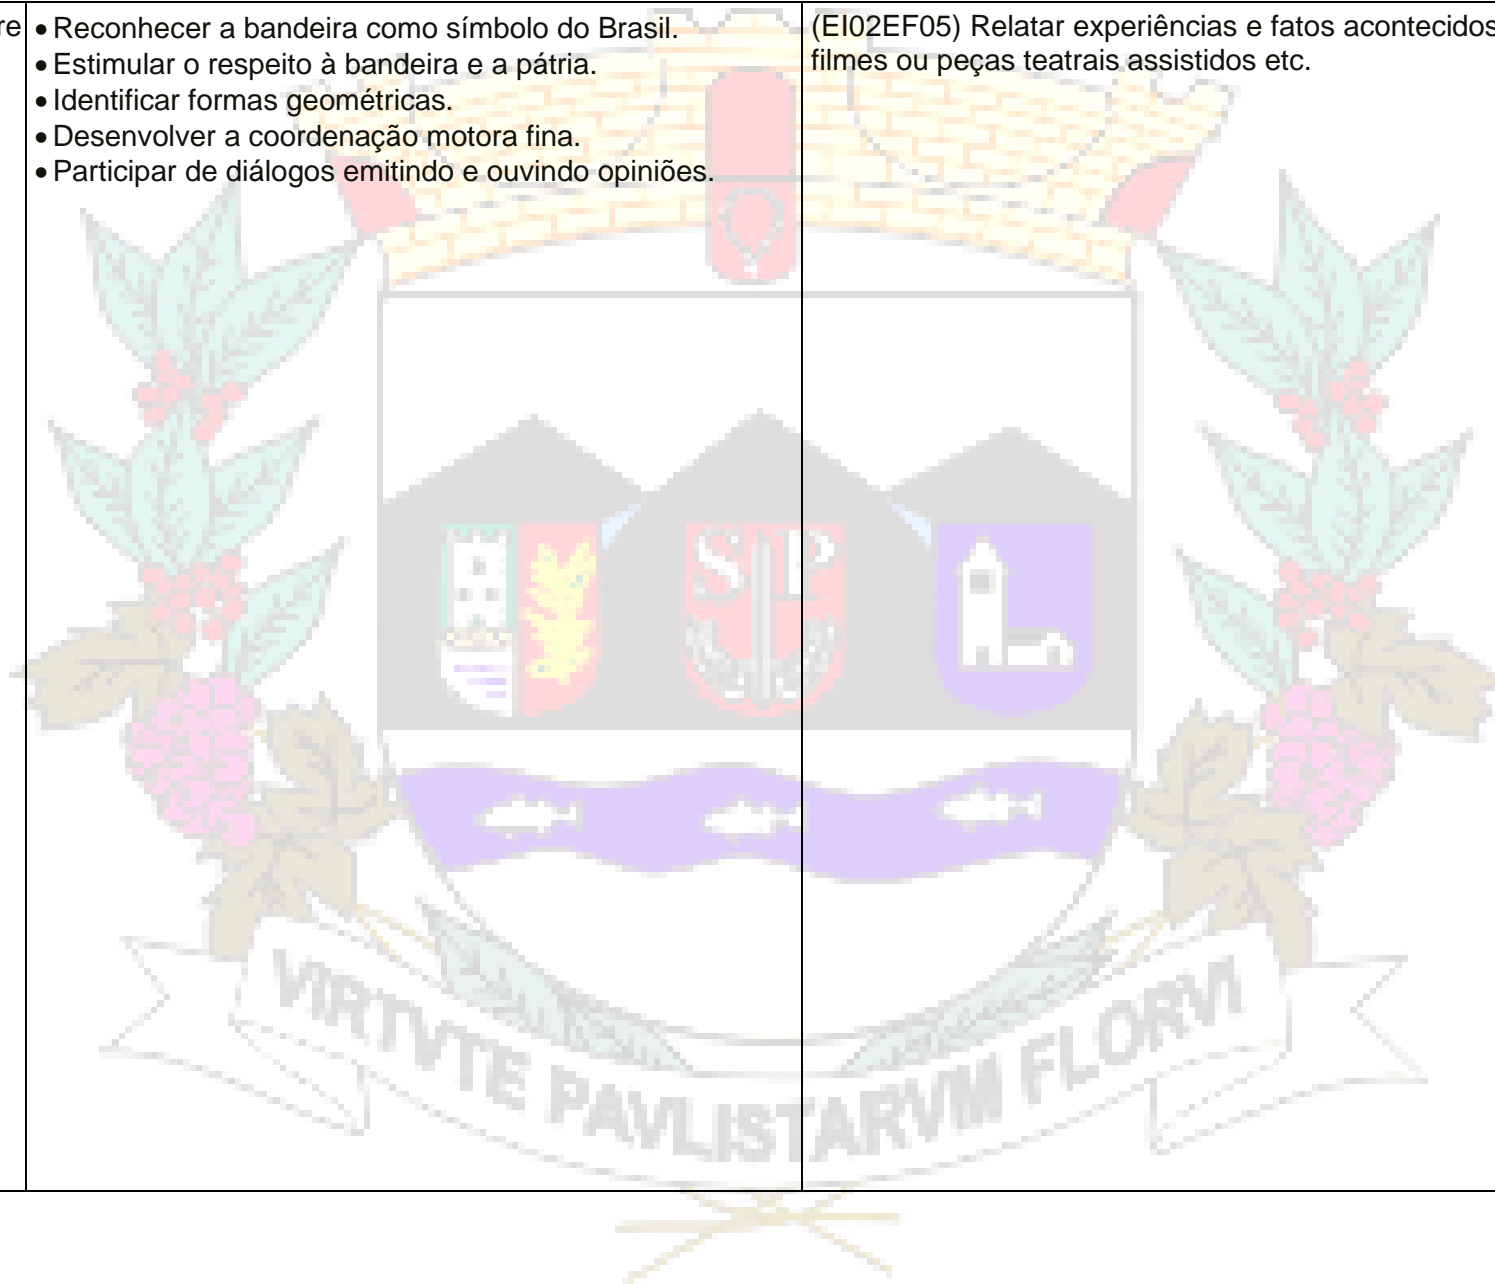 re
• Reconhecer a bandeira como símbolo do Brasil.
• Estimular o respeito à bandeira e a pátria.
• Identificar formas geométricas.
• Desenvolver a coordenação motora fina.
• Participar de diálogos emitindo e ouvindo opiniões.
(EI02EF05) Relatar experiências e fatos acontecidos
filmes ou peças teatrais assistidos etc.
S P
VIRTVTE PAVLISTARVM FLORVI